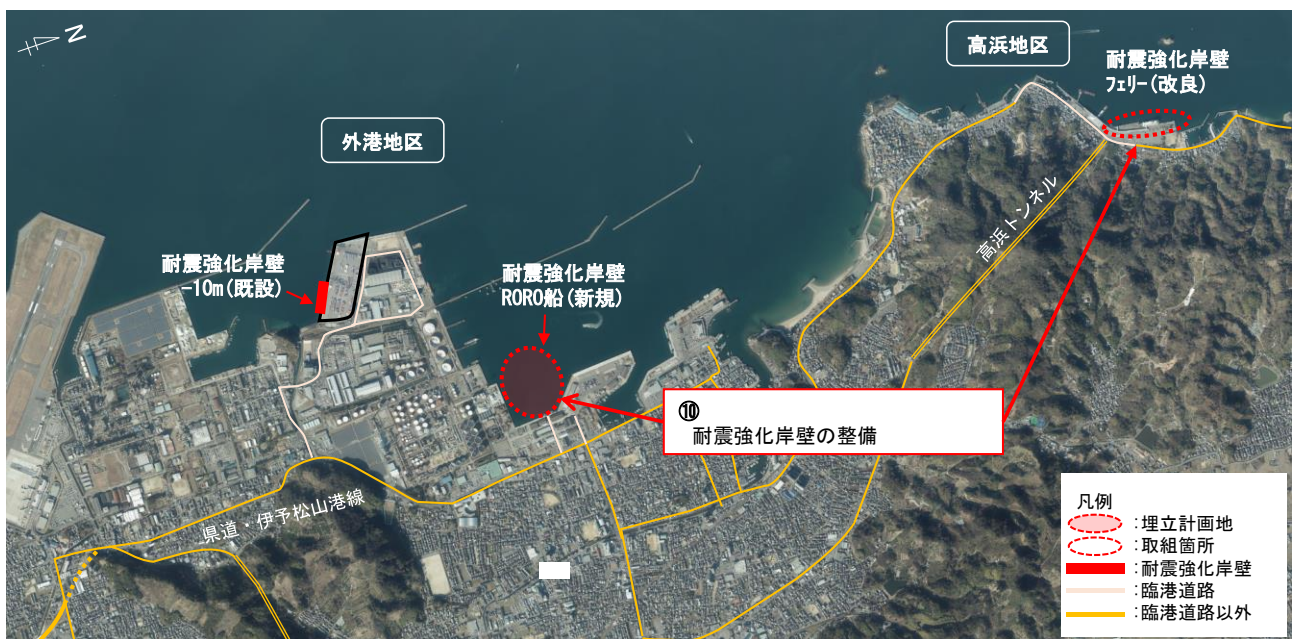 N
高浜地区
耐震強化岸壁
フェリー(改良)
外港地区
耐震強化岸壁
-10m(既設)
耐震強化岸壁
RORO船(新規)
高浜トンネル
⑩
耐震強化岸壁の整備
県道・伊予松山港線
凡例
:埋立計画地
:取組箇所
:耐震強化岸壁
:臨港道路
:臨港道路以外